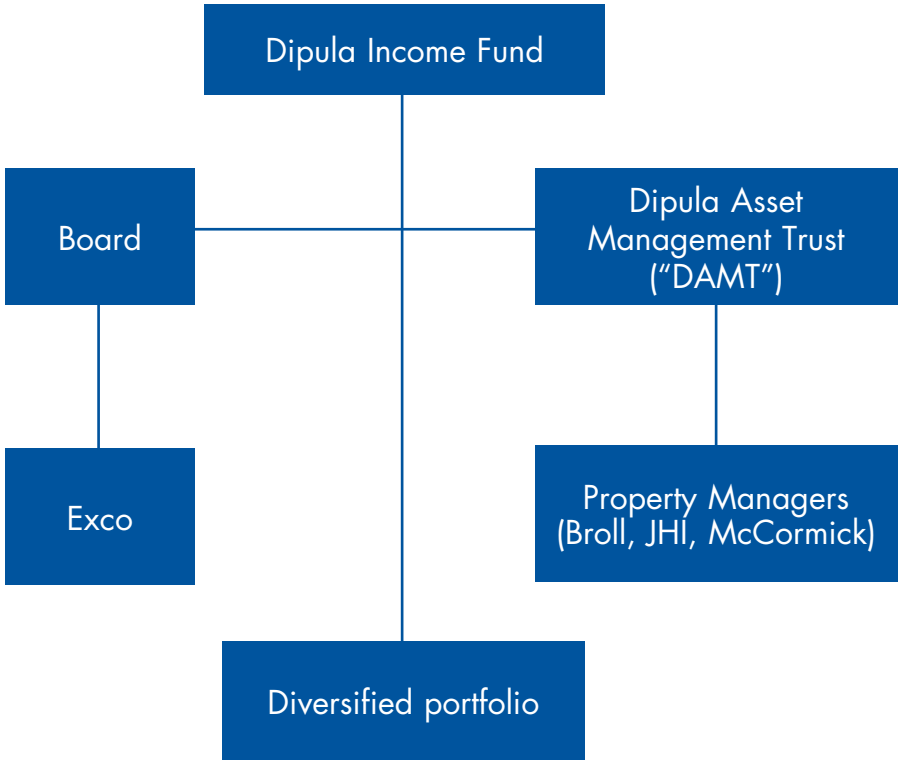 Dipula Income Fund
Board
Dipula Asset
Management Trust
(“DAMT”)
Exco
Property Managers
(Broll, JHI, McCormick)
Diversified portfolio